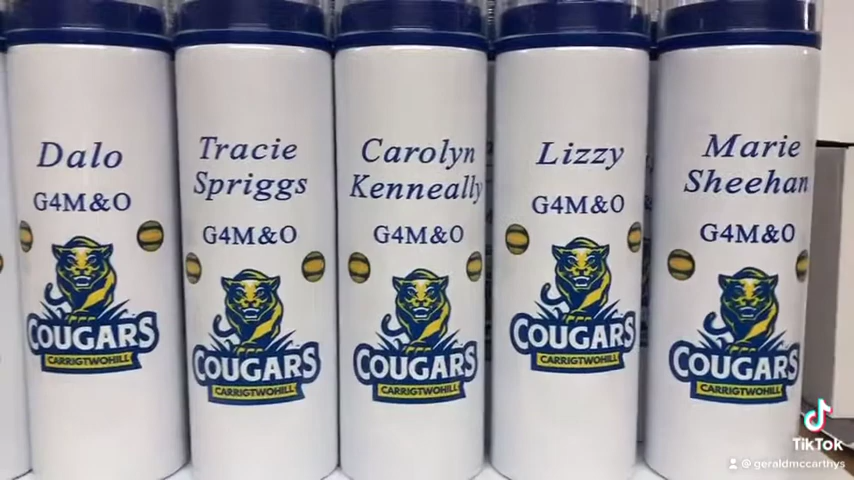 Dalo
G4M&O
COUGARS
CARRIGTWOHILL
Tracie
Spriggs
G4M&O
COUGARS
CARRIGTWOHILL
Carolyn
Kenneally
G4M&O
COUGARS
CARRIGTWOHILL
Lizzy
G4M&O
COUGARS
CARRIGTWOHILL
Marie
Sheehan
G4M&O
COUGARS
CARRIGTWOHILL
TikTok
@geraldmccarthys